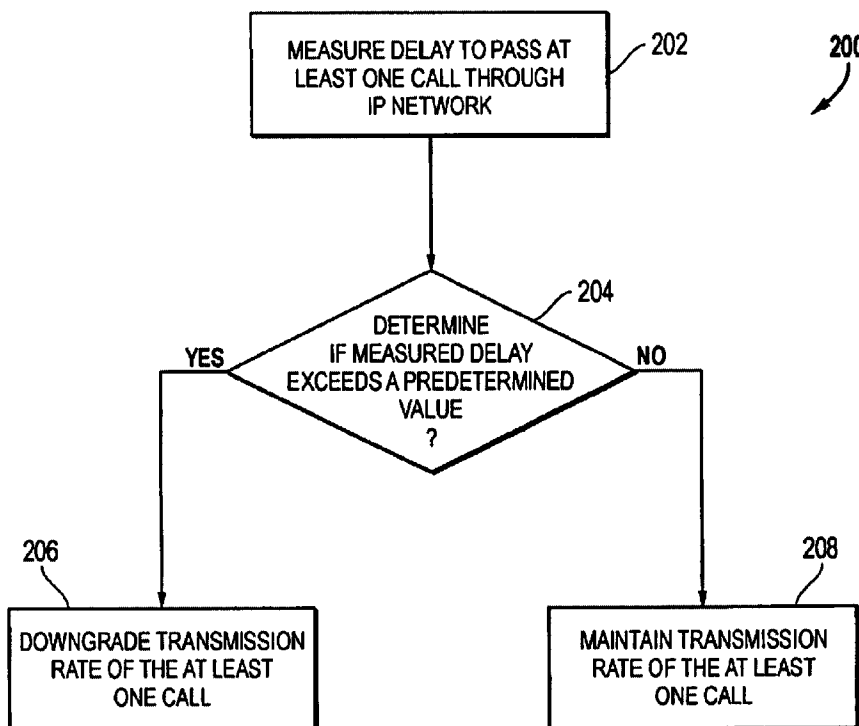 MEASURE DELAY TO PASS AT
LEAST ONE CALL THROUGH
IP NETWORK
202
200
204
DETERMINE
IF MEASURED DELAY
EXCEEDS A PREDETERMINED
VALUE
?
YES
NO
206
208
DOWNGRADE TRANSMISSION
RATE OF THE AT LEAST
ONE CALL
MAINTAIN TRANSMISSION
RATE OF THE AT LEAST
ONE CALL